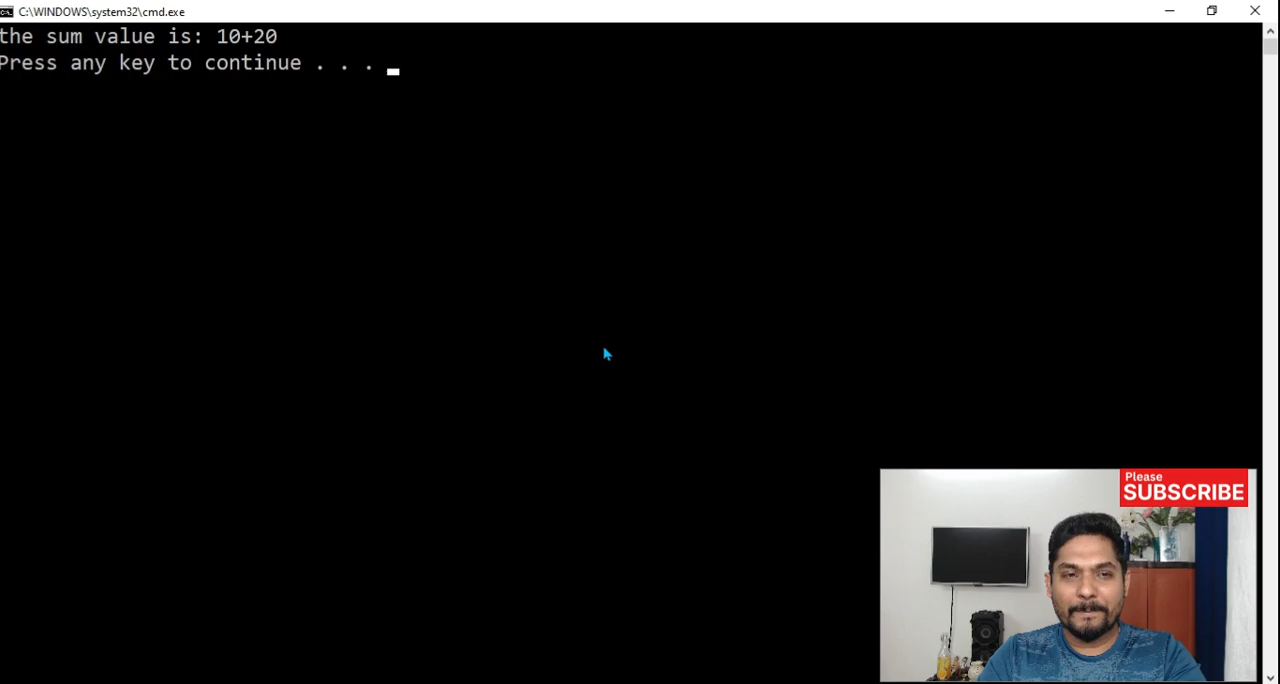 C:\WINDOWS\system32\cmd.exe
the sum value is: 10+20
Press any key to continue . . .
Please
SUBSCRIBE